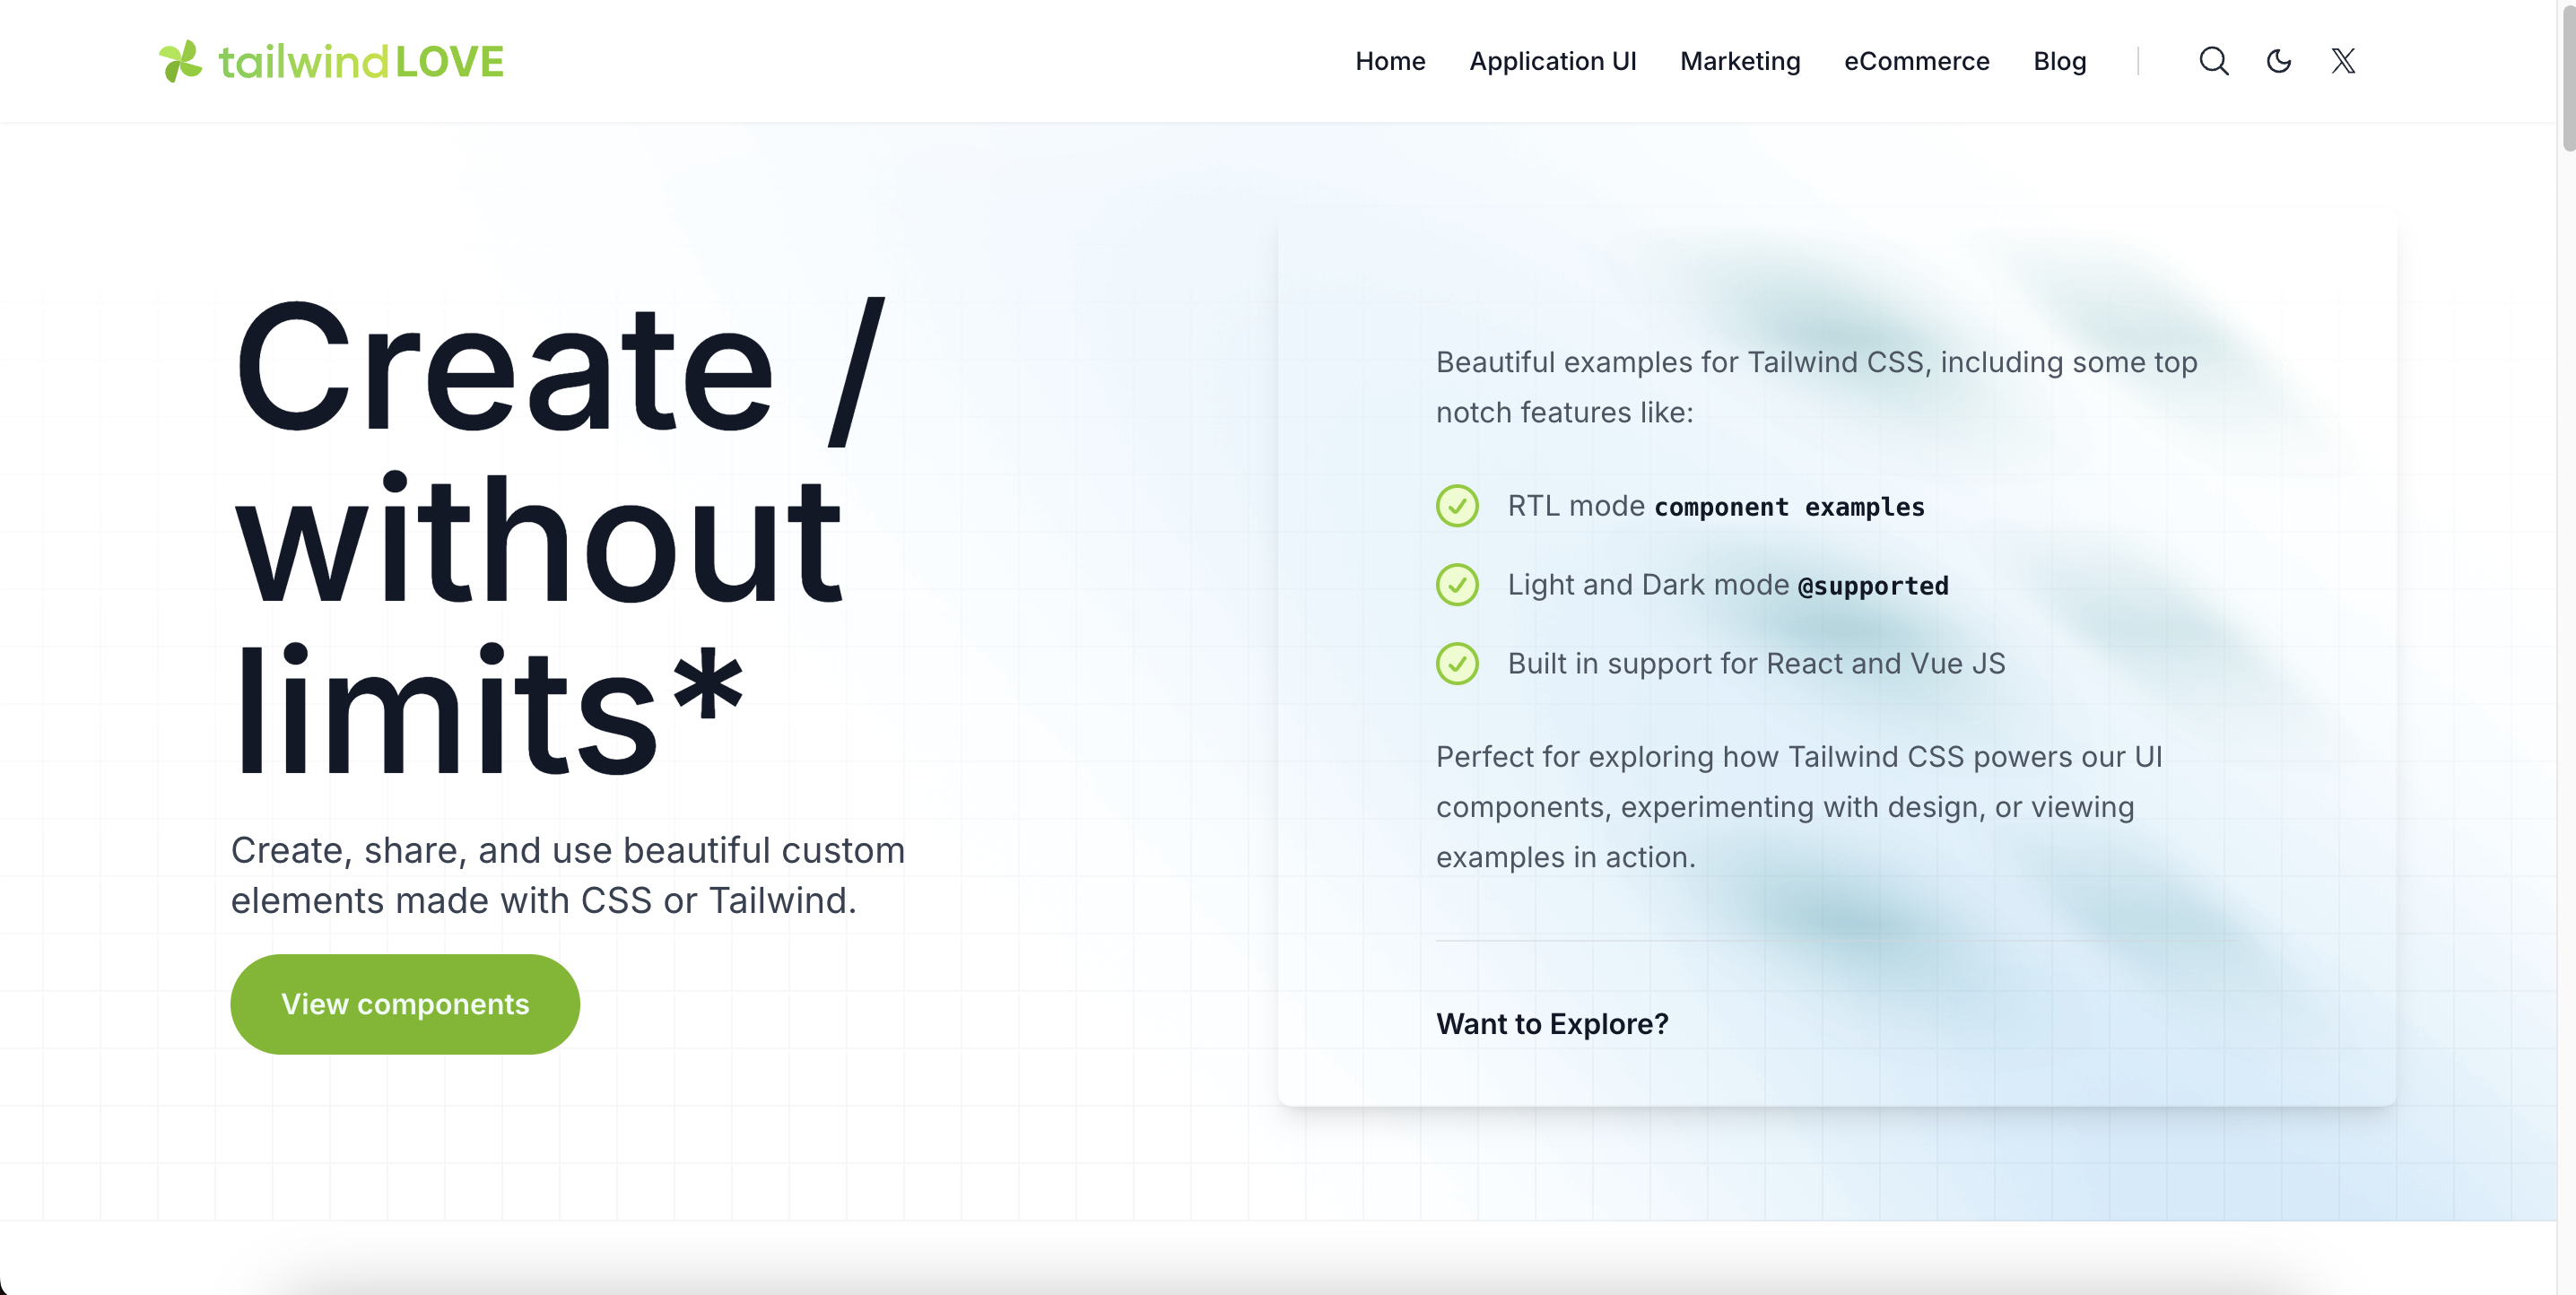 tailwind LOVE
Home Application UI Marketing eCommerce Blog
Create /
without
limits*
Create, share, and use beautiful custom
elements made with CSS or Tailwind.
View components
Beautiful examples for Tailwind CSS, including some top
notch features like:
RTL mode component examples
Light and Dark mode @supported
Built in support for React and Vue JS
Perfect for exploring how Tailwind CSS powers our UI
components, experimenting with design, or viewing
examples in action.
Want to Explore?